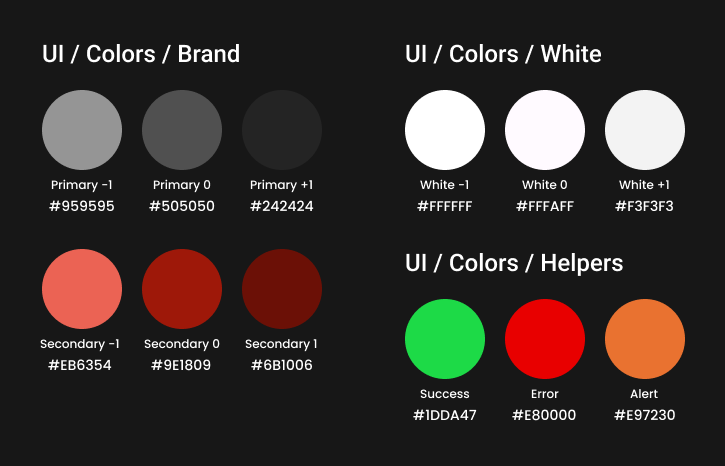 UI / Colors / Brand
Primary -1 Primary 0 Primary +1
#959595 #505050 #242424
Secondary -1 Secondary 0 Secondary 1
#EB6354 #9E1809 #6B1006
UI / Colors / White
White -1 White 0 White +1
#FFFFFF #FFFAFF #F3F3F3
UI / Colors / Helpers
Success Error Alert
#1DDA47 #E80000 #E97230